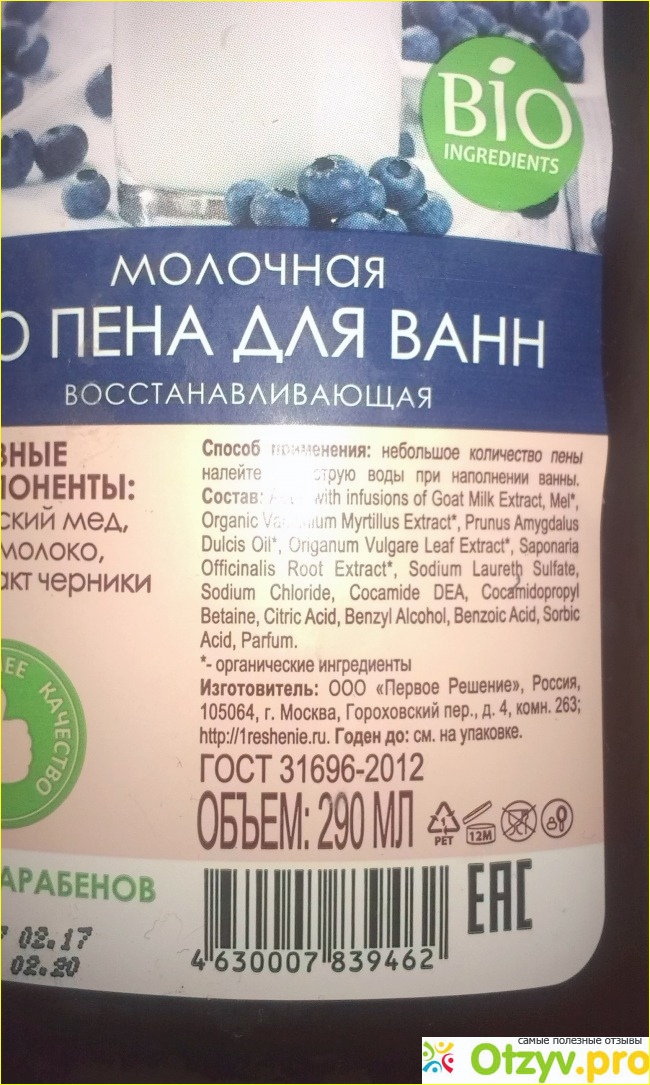 BIO
INGREDIENTS
МОЛОЧНАЯ
ПЕНА ДЛЯ ВАНН
ВОССТАНАВЛИВАЮЩАЯ
Способ применения: небольшое количество пены
налейте струю воды при наполнении ванны.
Состав: with infusions of Goat Milk Extract, Mel*,
Organic Myrtillus Extract*, Prunus Amygdalus
Dulcis Oil*, Origanum Vulgare Leaf Extract*, Saponaria
Officinalis Root Extract*, Sodium Laureth Sulfate,
Sodium Chloride, Cocamide DEA, Cocamidopropyl
Betaine, Citric Acid, Benzyl Alcohol, Benzoic Acid, Sorbic
Acid, Parfum.
*- органические ингредиенты
Изготовитель: ООО «Первое Решение», Россия,
105064, г. Москва, Гороховский пер., д. 4, комн. 263;
http://1reshenie.ru. Годен до: см. на упаковке.
ГОСТ 31696-2012
ОБЪЕМ: 290 МЛ
1
PET
12M
EAC
4 630007 839462
ВНЫЕ
ПОНЕНТЫ:
ский мед,
молоко,
акт черники
ЕЕ КАЧЕСТВО
АРАБЕНОВ
02.17
02.20
самые полезные отзывы
Otzyv.pro